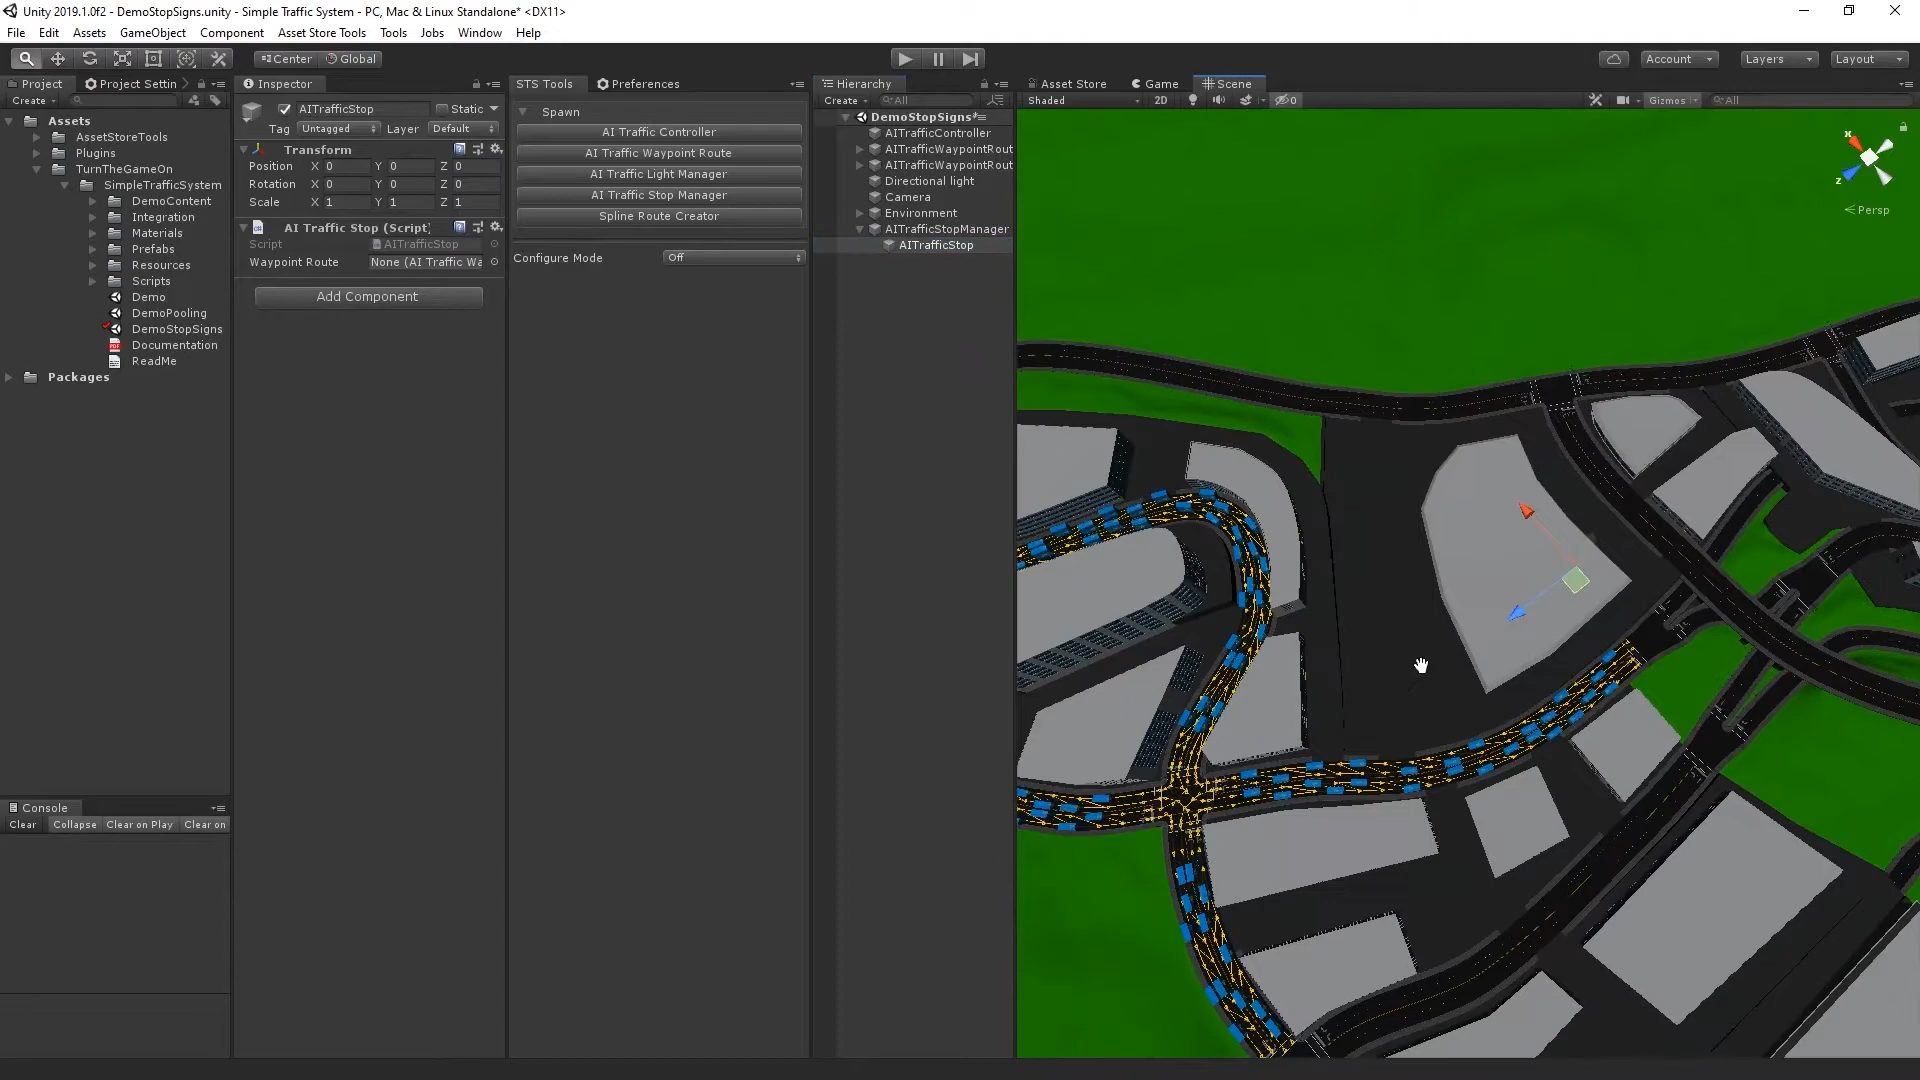 Unity 2019.1.0f2 - DemoStopSigns.unity - Simple Traffic System - PC, Mac & Linux Standalone* <DX11>
File Edit Assets GameObject Component Asset Store Tools Tools Jobs Window Help
Center Global Account Layers Layout
Project Project Settin Inspector STS Tools Preferences Hierarchy Asset Store Game Scene
Create Create All Shaded 2D 0 Gizmos All
Assets
AssetStoreTools
Plugins
TurnTheGameOn
SimpleTrafficSystem
DemoContent
Integration
Materials
Prefabs
Resources
Scripts
Demo
DemoPooling
DemoStopSigns
Documentation
ReadMe
Packages
Console
Clear Collapse Clear on Play Clear on
AITrafficStop Static
Tag Untagged Layer Default
Transform
Position X 0 Y 0 Z 0
Rotation X 0 Y 0 Z 0
Scale X 1 Y 1 Z 1
AI Traffic Stop (Script)
Script AITrafficStop
Waypoint Route None (AI Traffic Wa
Add Component
Spawn
AI Traffic Controller
AI Traffic Waypoint Route
AI Traffic Light Manager
AI Traffic Stop Manager
Spline Route Creator
Configure Mode Off
DemoStopSigns*
AITrafficController
AITrafficWaypointRout
AITrafficWaypointRout
Directional light
Camera
Environment
AITrafficStopManager
AITrafficStop
x
z
Persp